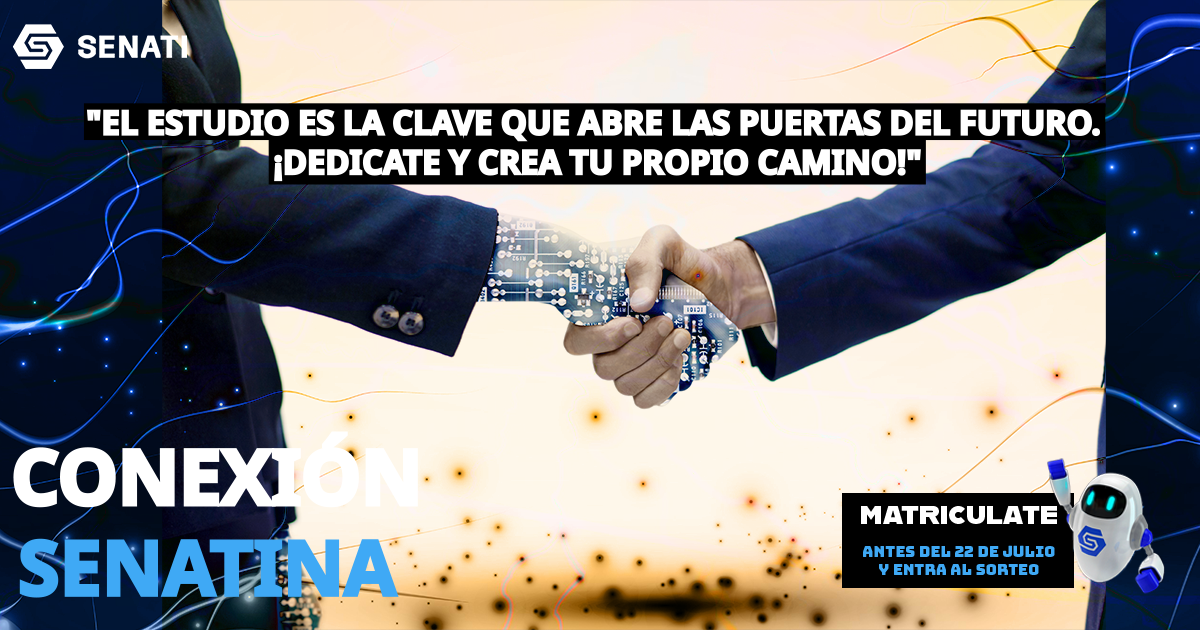 SENATI
"EL ESTUDIO ES LA CLAVE QUE ABRE LAS PUERTAS DEL FUTURO.
¡DEDICATE Y CREA TU PROPIO CAMINO!"
CONEXIÓN
SENATINA
MATRICULATE
ANTES DEL 22 DE JULIO
Y ENTRA AL SORTEO